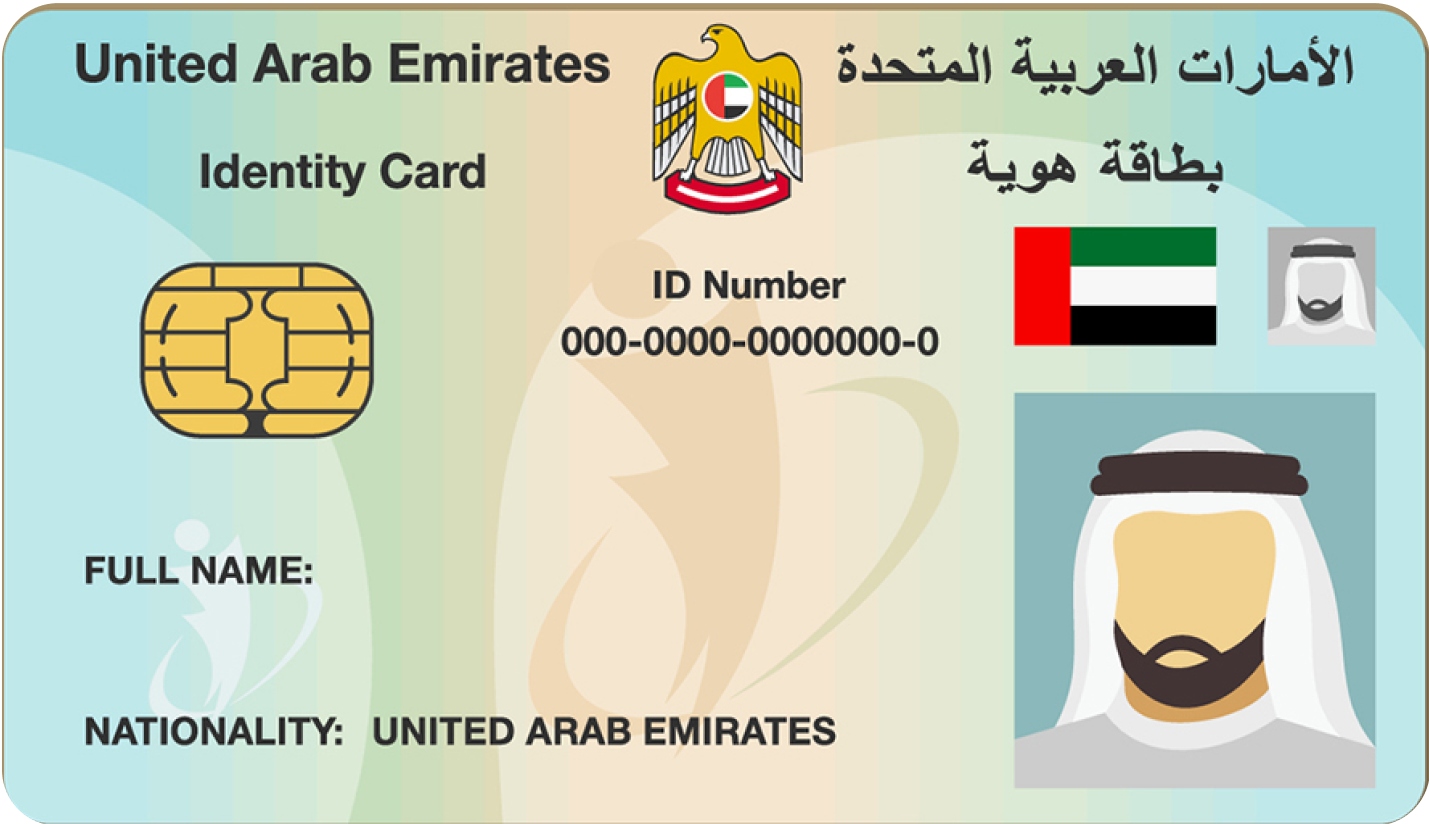 United Arab Emirates
الأمارات العربية المتحدة
Identity Card
بطاقة هوية
ID Number
000-0000-0000000-0
FULL NAME:
NATIONALITY: UNITED ARAB EMIRATES